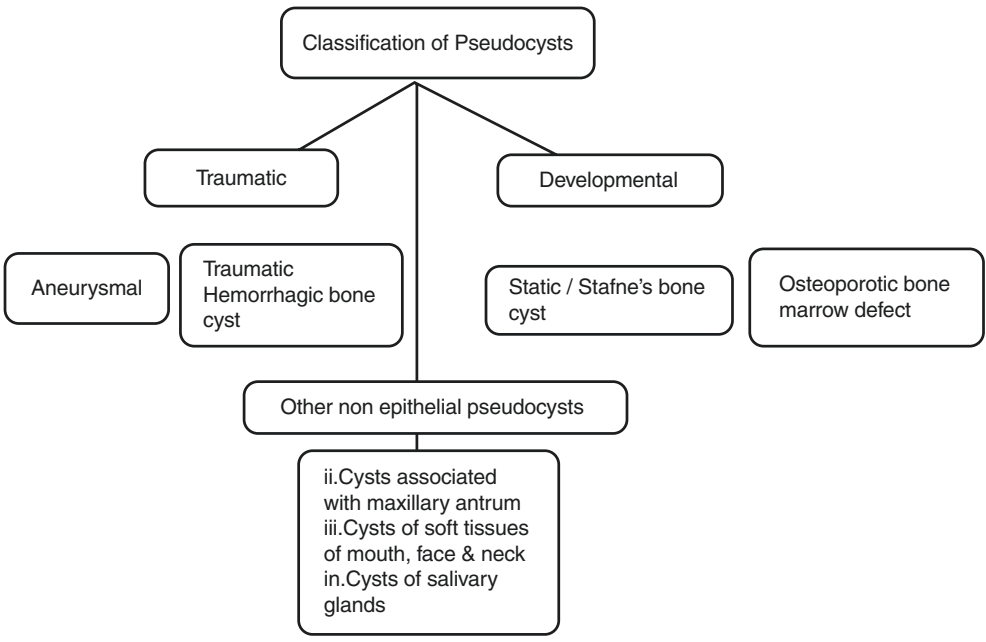 Classification of Pseudocysts
Traumatic
Developmental
Aneurysmal
Traumatic
Hemorrhagic bone
cyst
Static / Stafne's bone
cyst
Osteoporotic bone
marrow defect
Other non epithelial pseudocysts
ii.Cysts associated
with maxillary antrum
iii.Cysts of soft tissues
of mouth, face & neck
in.Cysts of salivary
glands